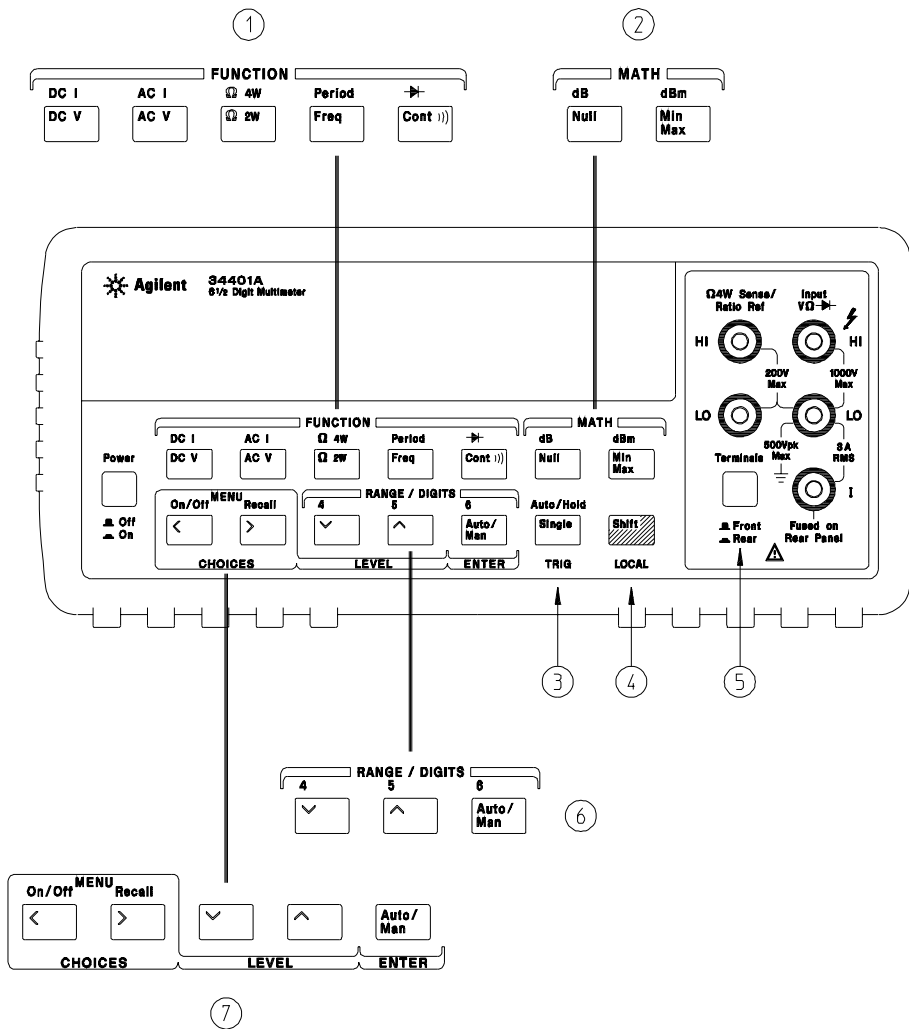 1
2
FUNCTION
MATH
DC I AC I Ω 4W Period
dB dBm
DC V AC V Ω 2W Freq Cont )))
Null Min Max
Agilent 34401A
6½ Digit Multimeter
Ω4W Sense/ Ratio Ref
Input VΩ
HI HI
200V Max
1000V Max
LO LO
500Vpk Max
3A RMS
FUNCTION
MATH
DC I AC I Ω 4W Period dB dBm
Power
DC V AC V Ω 2W Freq Cont ))) Null Min Max
Terminals
I
MENU
On/Off Recall
RANGE / DIGITS
4 5 6
Auto/Hold
< > Auto/ Man Single Shift
Off
On
Front
Rear
Fused on Rear Panel
CHOICES LEVEL ENTER TRIG LOCAL
3 4 5
RANGE / DIGITS
4 5 6
Auto/ Man
6
MENU
On/Off Recall
< > Auto/ Man
CHOICES LEVEL ENTER
7